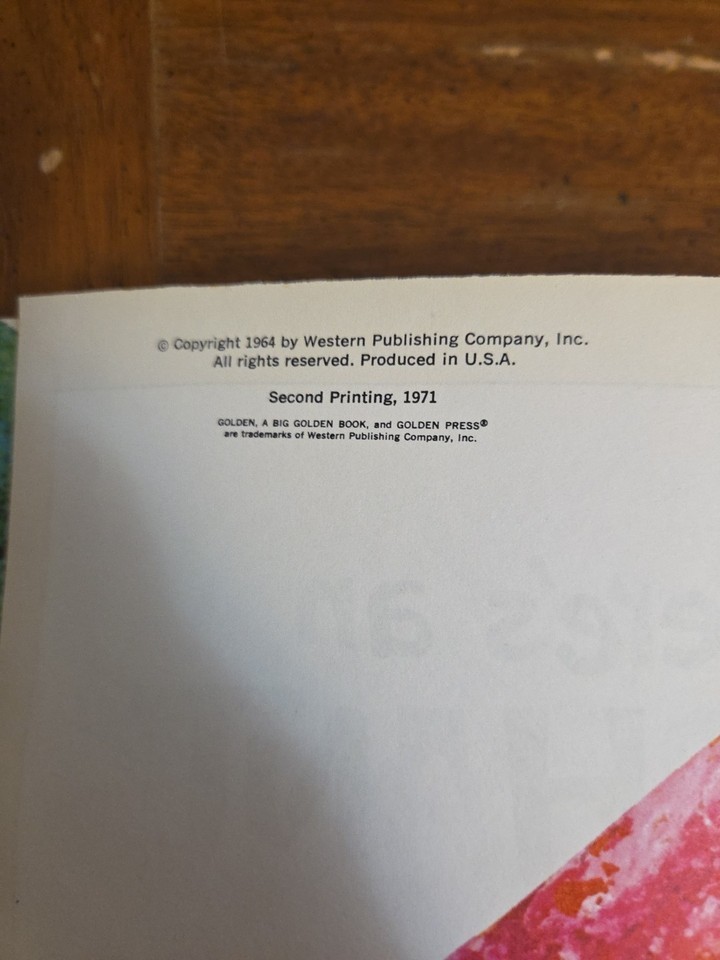 © Copyright 1964 by Western Publishing Company, Inc.
All rights reserved. Produced in U.S.A.
Second Printing, 1971
GOLDEN, A BIG GOLDEN BOOK, and GOLDEN PRESS®
are trademarks of Western Publishing Company, Inc.